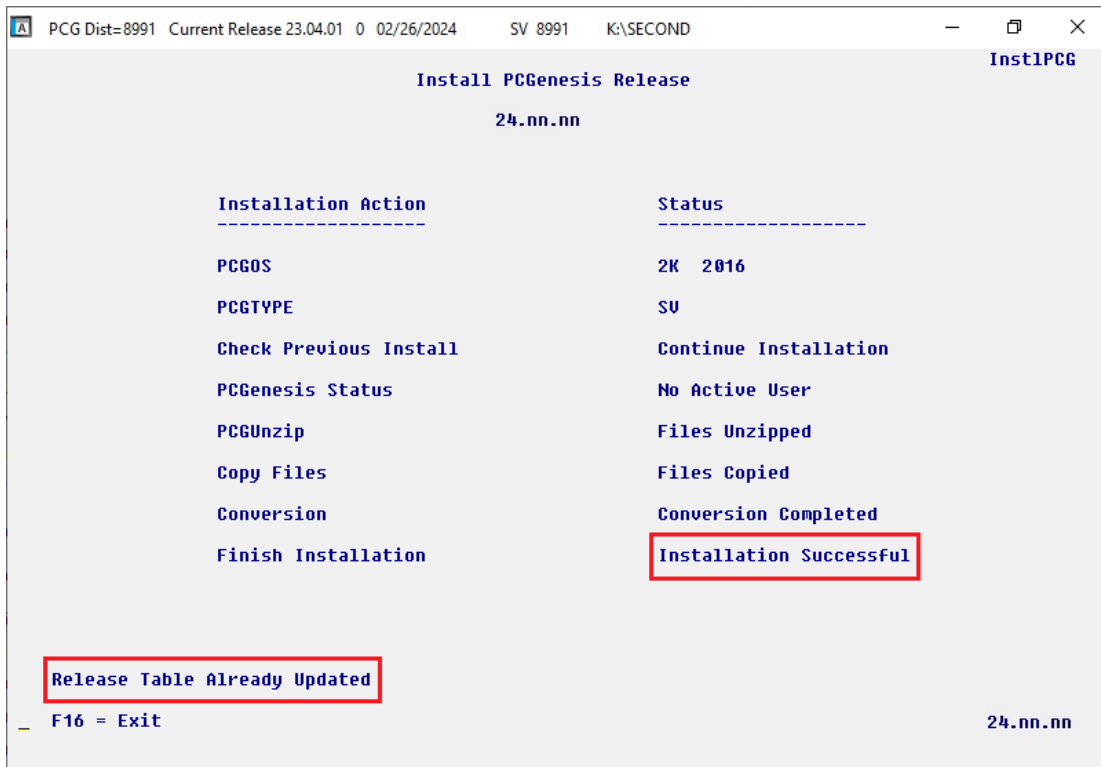 PCG Dist=8991 Current Release 23.04.01 0 02/26/2024 SV 8991 K:\SECOND
InstlPCG
Install PCGenesis Release
24.nn.nn
Installation Action Status
------------------- -------------------
PCGOS 2K 2016
PCGTYPE SV
Check Previous Install Continue Installation
PCGenesis Status No Active User
PCGUnzip Files Unzipped
Copy Files Files Copied
Conversion Conversion Completed
Finish Installation Installation Successful
Release Table Already Updated
_ F16 = Exit 24.nn.nn